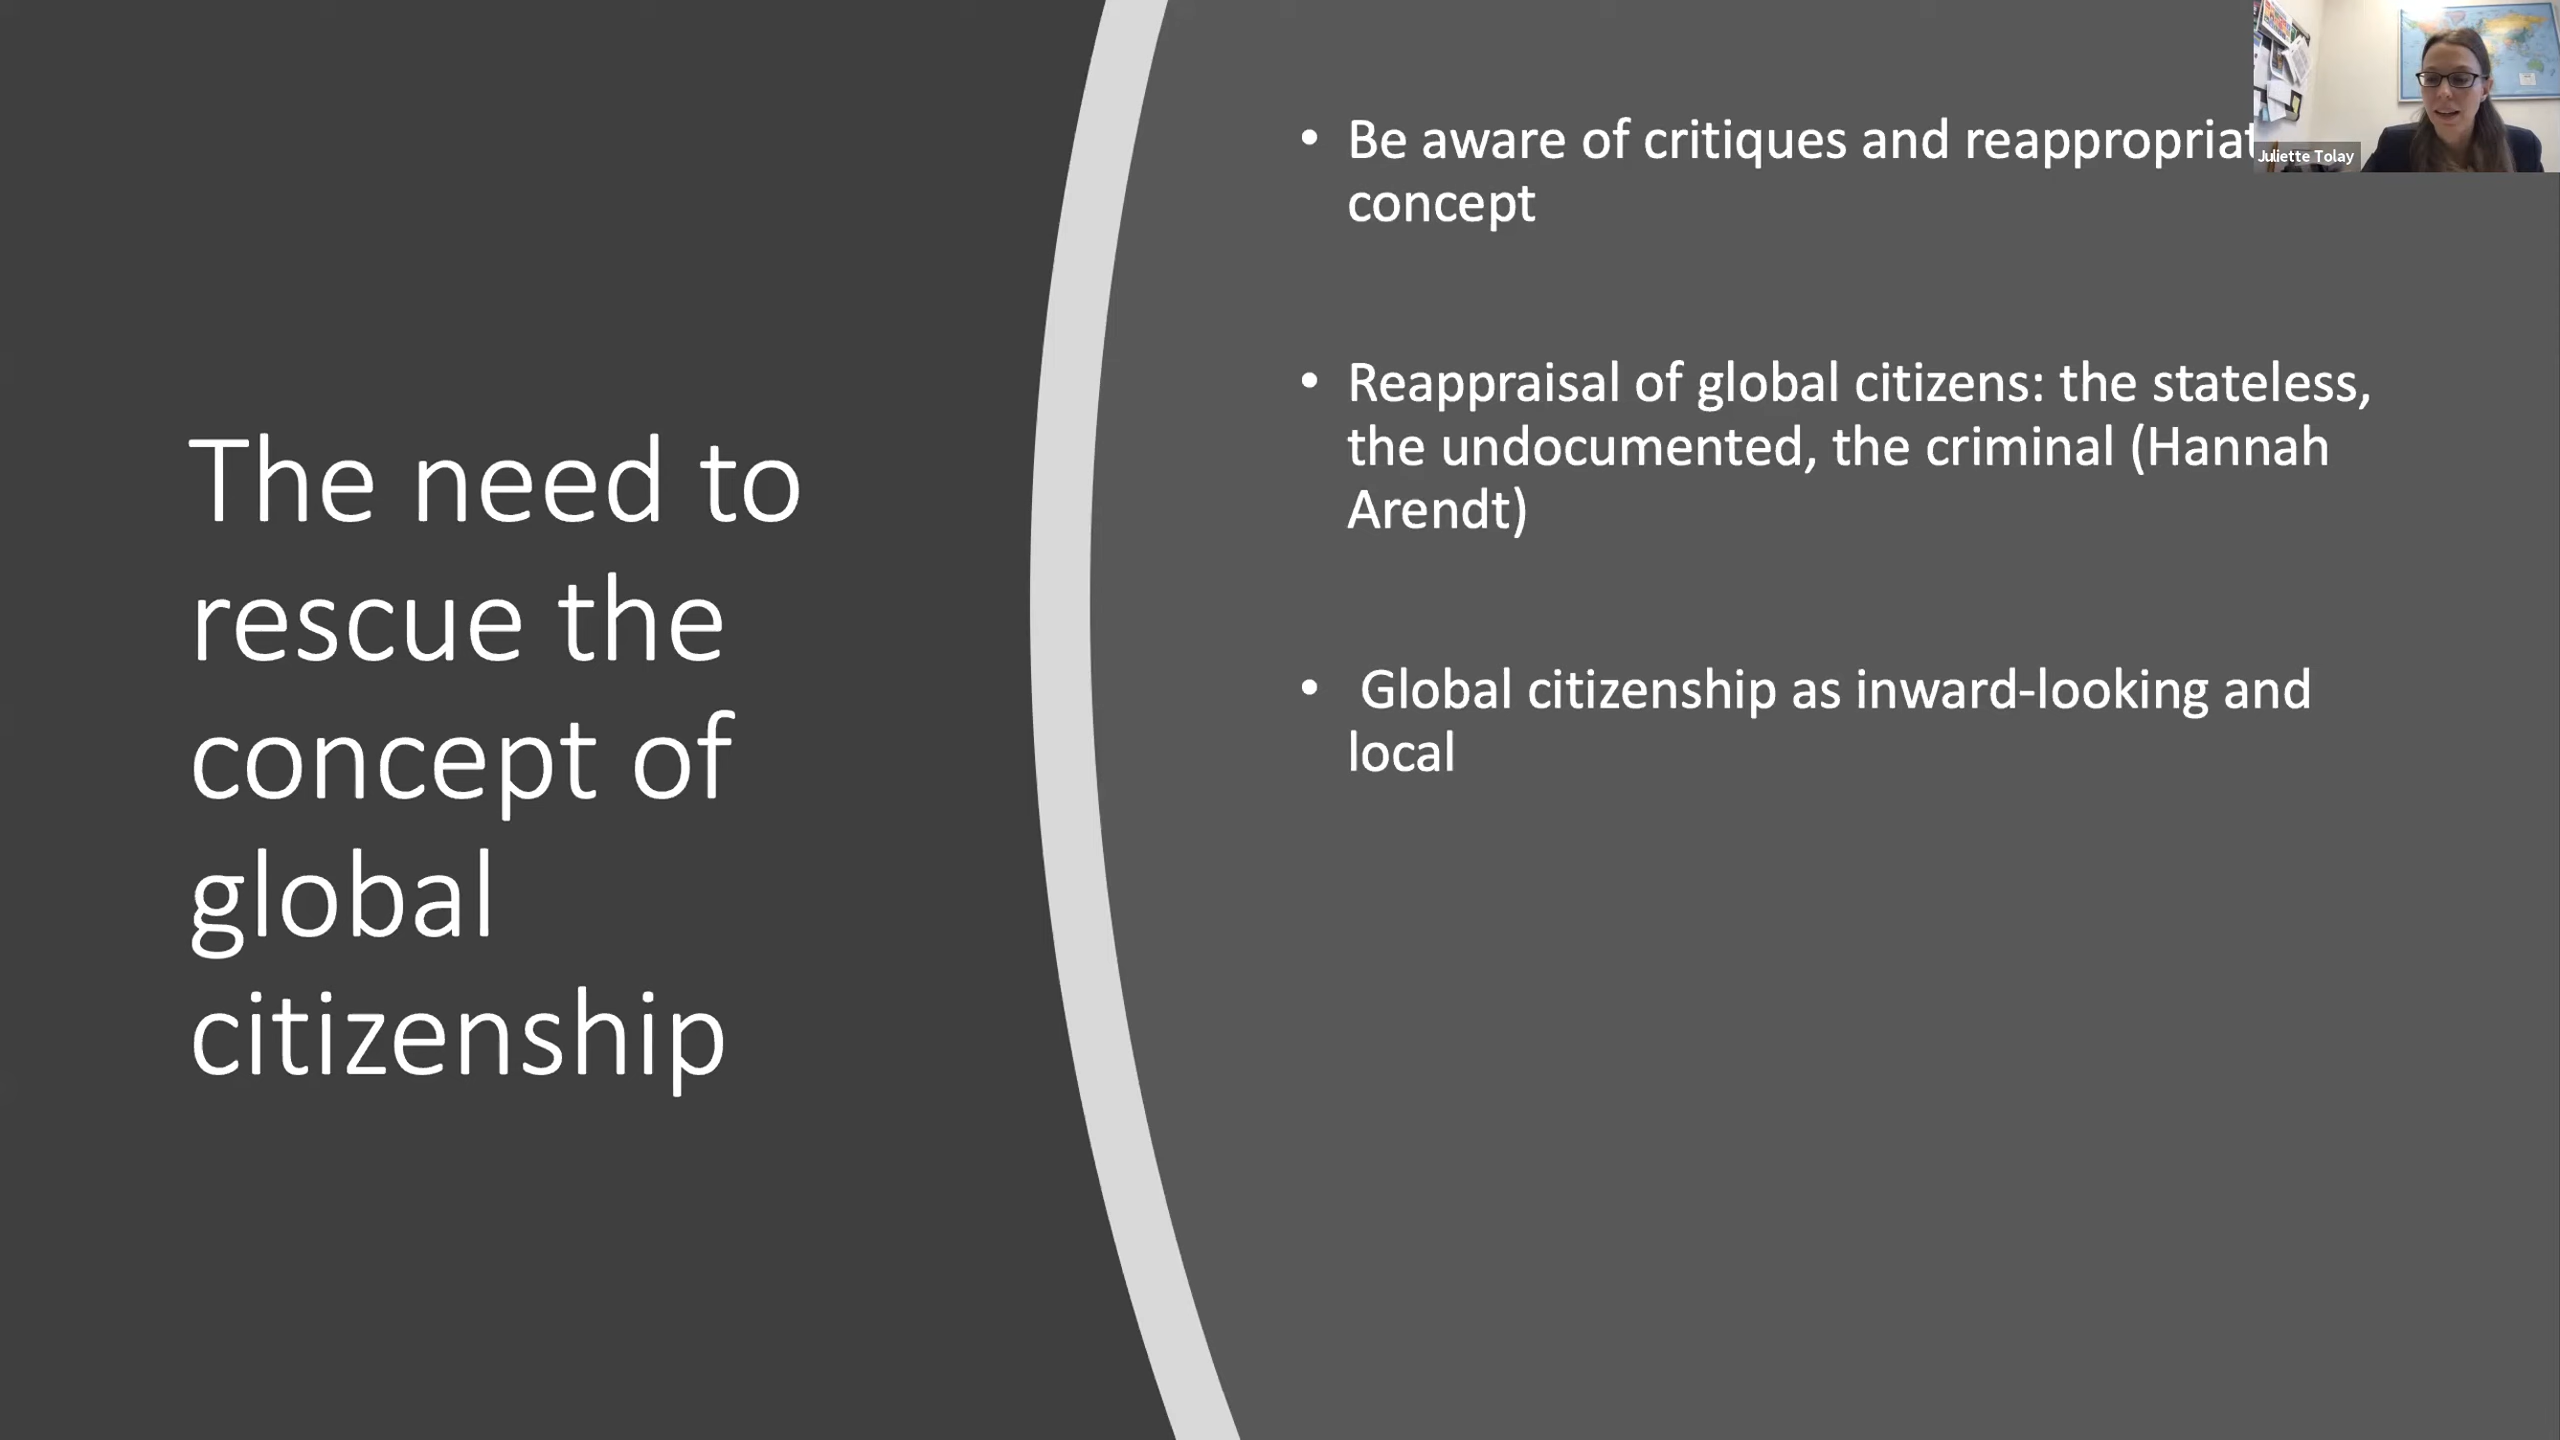 The need to
rescue the
concept of
global
citizenship
• Be aware of critiques and
concept
• Reappraisal of global citizens: the stateless,
the undocumented, the criminal (Hannah
Arendt)
• Global citizenship as inward-looking and
local
Juliette Tolay